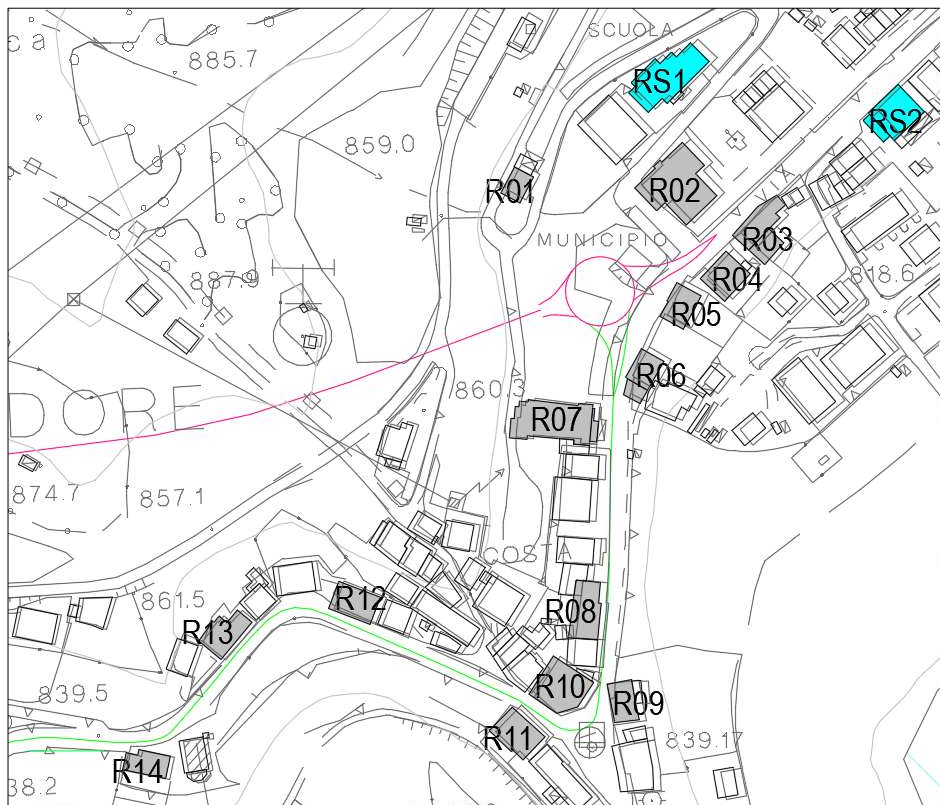 ca
885.7
SCUOLA
RS1
RS2
859.0
R01
R02
VIA
MUNICIPIO
R03
R04
818.6
R05
860.3
R06
DORE
R07
874.7
857.1
COSTA
861.5
R12
R08
R13
839.5
R10
R09
R11
839.17
R14
38.2